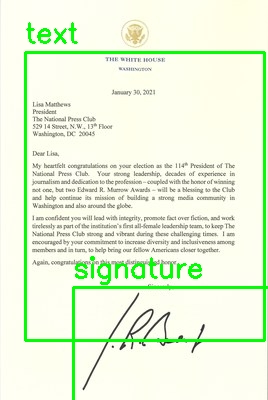 text
THE WHITE HOUSE
WASHINGTON
January 30, 2021
Lisa Matthews
President
The National Press Club
529 14 Street, N.W., 13th Floor
Washington, DC 20045
Dear Lisa,
My heartfelt congratulations on your election as the 114th President of The
National Press Club. Your strong leadership, decades of experience in
journalism and dedication to the profession – coupled with the honor of winning
not one, but two Edward R. Murrow Awards – will be a blessing to the Club
and help continue its mission of building a strong media community in
Washington and also around the globe.
I am confident you will lead with integrity, promote fact over fiction, and work
tirelessly as part of the institution's first all-female leadership team, to keep The
National Press Club strong and vibrant during these challenging times. I am
encouraged by your commitment to increase diversity and inclusiveness among
members and in turn, to help bring our fellow Americans closer together.
Again, congratulations on this most distinguished honor.
signature